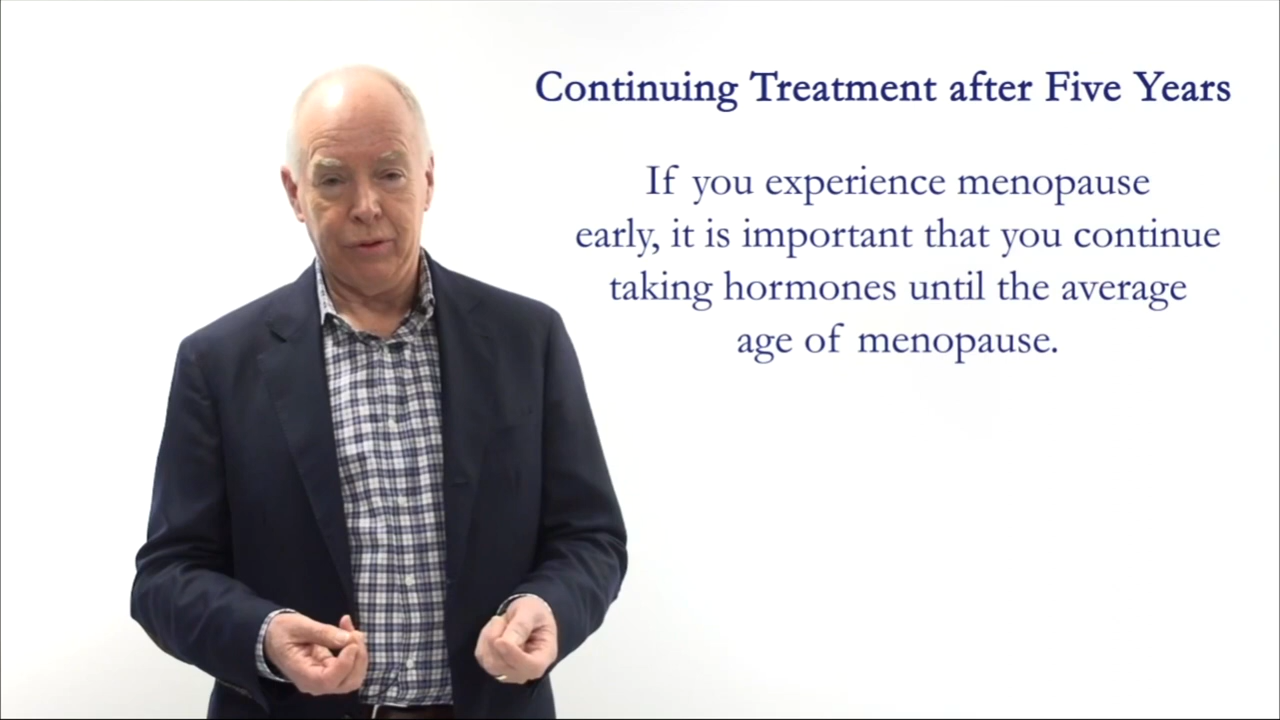 Continuing Treatment after Five Years
If you experience menopause
early, it is important that you continue
taking hormones until the average
age of menopause.